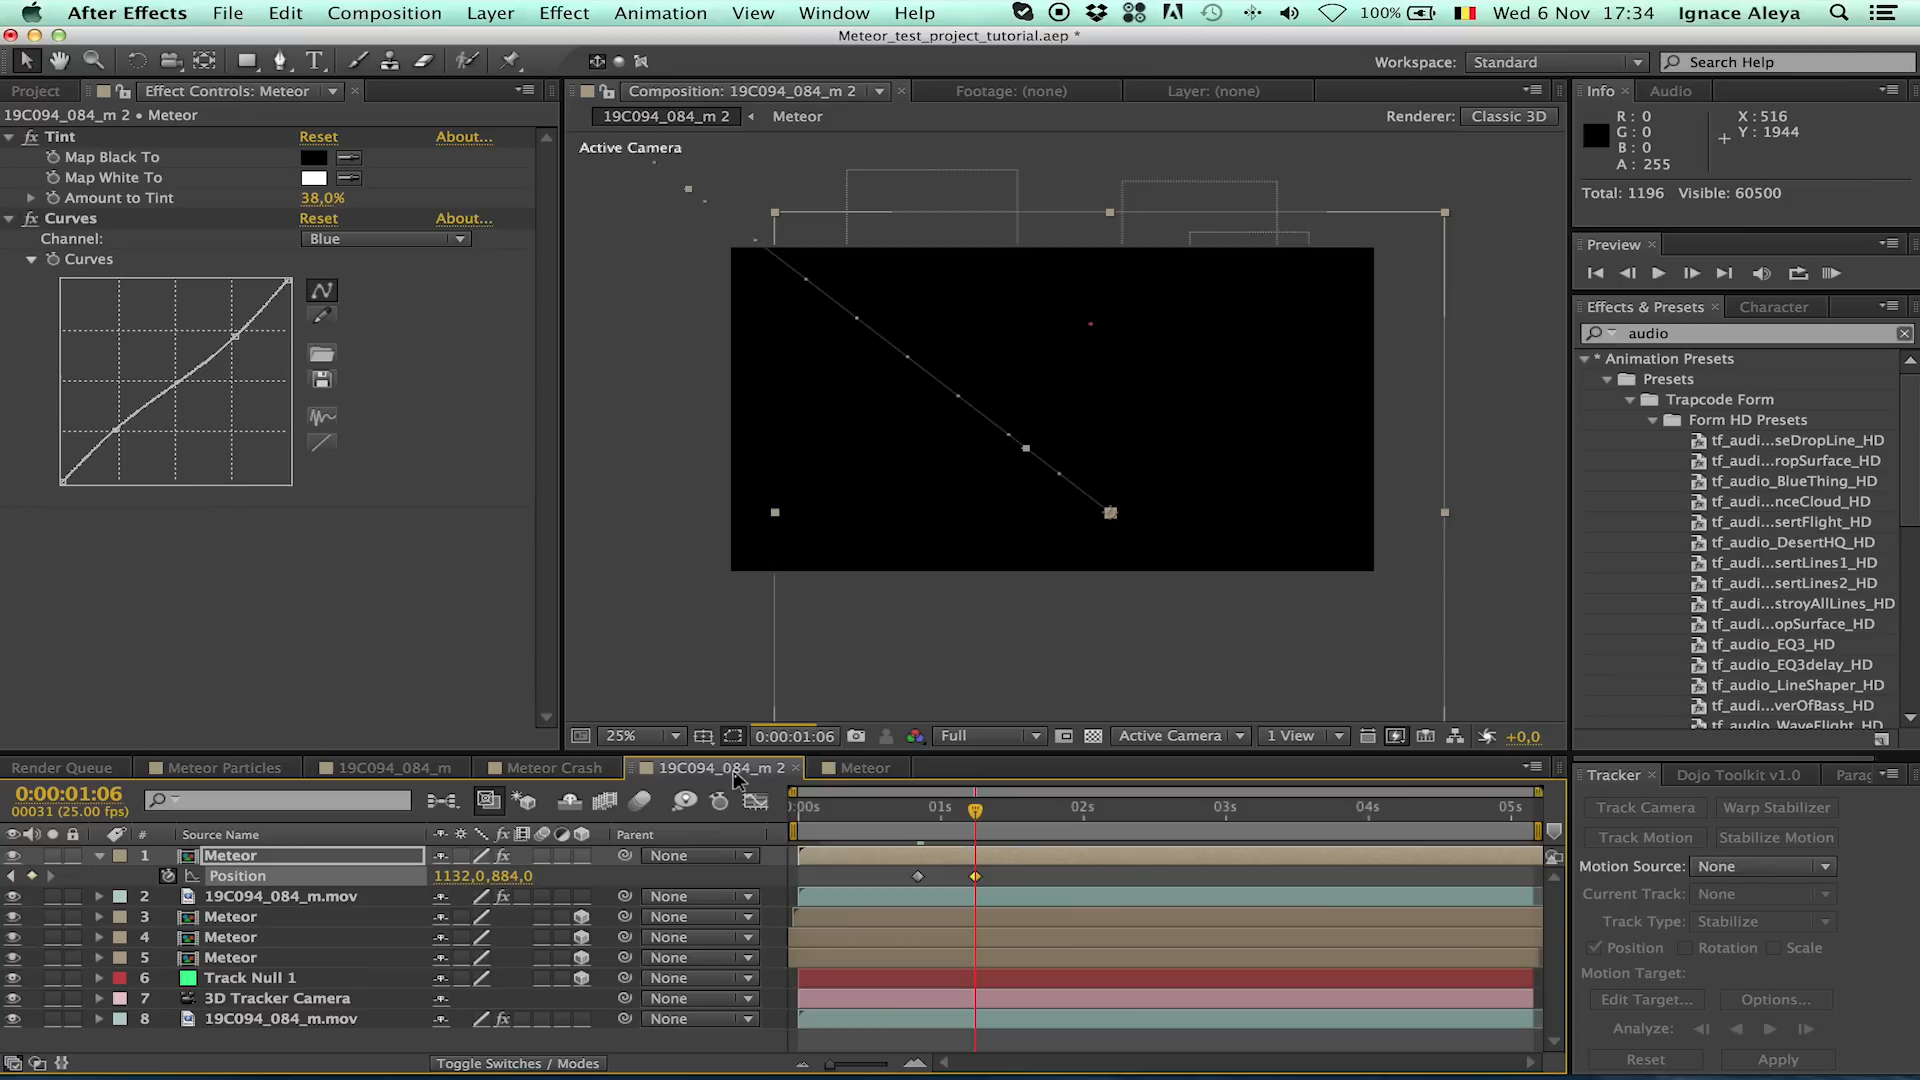 After Effects File Edit Composition Layer Effect Animation View Window Help 100% Wed 6 Nov 17:34 Ignace Aleya
Meteor_test_project_tutorial.aep *
T Workspace: Standard Search Help
Project Effect Controls: Meteor Composition: 19C094_084_m 2 Footage: (none) Layer: (none) Info Audio
19C094_084_m 2 • Meteor 19C094_084_m 2 Meteor Renderer: Classic 3D
R: 0 X: 516
G: 0 Y: 1944
B: 0
A: 255
Total: 1196 Visible: 60500
fx Tint Reset About...
Map Black To
Map White To
Amount to Tint 38,0%
fx Curves Reset About...
Channel: Blue
Curves
Active Camera
Preview
Effects & Presets Character
audio
* Animation Presets
Presets
Trapcode Form
Form HD Presets
tf_audi...seDropLine_HD
tf_audi...ropSurface_HD
tf_audio_BlueThing_HD
tf_audi...nceCloud_HD
tf_audi...sertFlight_HD
tf_audio_DesertHQ_HD
tf_audi...sertLines1_HD
tf_audi...sertLines2_HD
tf_audi...stroyAllLines_HD
tf_audi...opSurface_HD
tf_audio_EQ3_HD
tf_audio_EQ3delay_HD
tf_audio_LineShaper_HD
tf_audi...verOfBass_HD
tf_audio_WaveFlight_HD
25% 0:00:01:06 Full Active Camera 1 View +0,0
Render Queue Meteor Particles 19C094_084_m Meteor Crash 19C094_084_m 2 Meteor
0:00:01:06
00031 (25.00 fps)
0:00s 01s 02s 03s 04s 05s
# Source Name fx Parent
1 Meteor fx None
Position 1132,0,884,0
2 19C094_084_m.mov fx None
3 Meteor None
4 Meteor None
5 Meteor None
6 Track Null 1 None
7 3D Tracker Camera None
8 19C094_084_m.mov fx None
Toggle Switches / Modes
Tracker Dojo Toolkit v1.0 Parag
Track Camera Warp Stabilizer
Track Motion Stabilize Motion
Motion Source: None
Current Track: None
Track Type: Stabilize
Position Rotation Scale
Motion Target:
Edit Target... Options...
Analyze:
Reset Apply